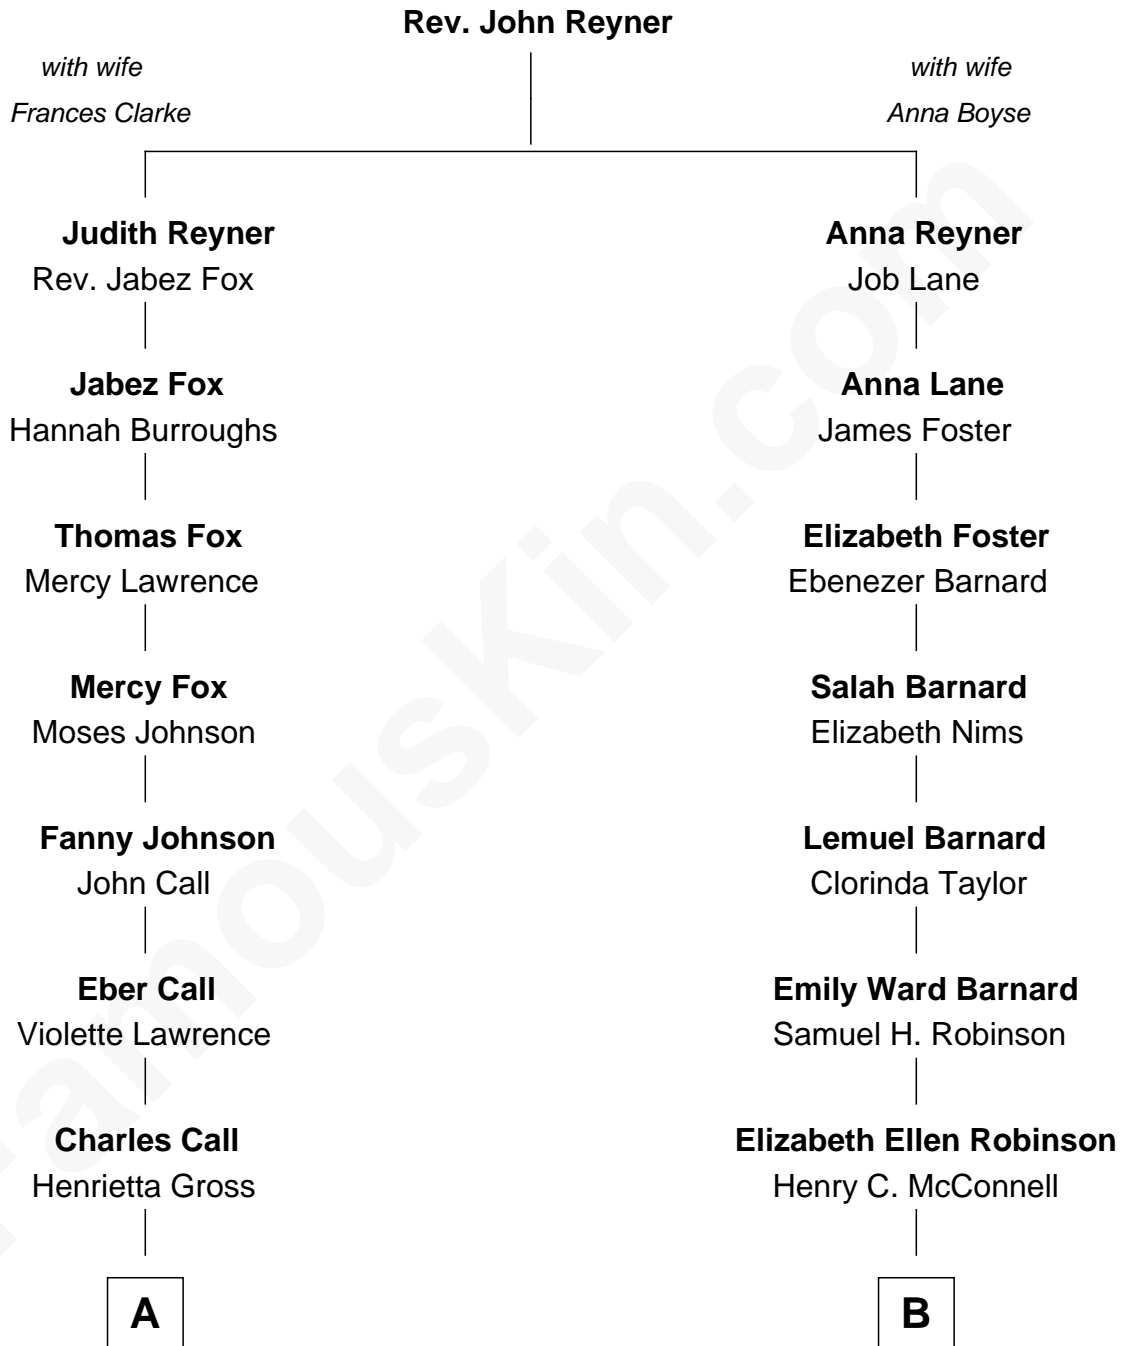 Rev. John Reyner
with wife
Frances Clarke
with wife
Anna Boyse
Judith Reyner
Rev. Jabez Fox
Anna Reyner
Job Lane
Jabez Fox
Hannah Burroughs
Anna Lane
James Foster
Thomas Fox
Mercy Lawrence
Elizabeth Foster
Ebenezer Barnard
Mercy Fox
Moses Johnson
Salah Barnard
Elizabeth Nims
Fanny Johnson
John Call
Lemuel Barnard
Clorinda Taylor
Eber Call
Violette Lawrence
Emily Ward Barnard
Samuel H. Robinson
Charles Call
Henrietta Gross
Elizabeth Ellen Robinson
Henry C. McConnell
A
B
FamousKin.com